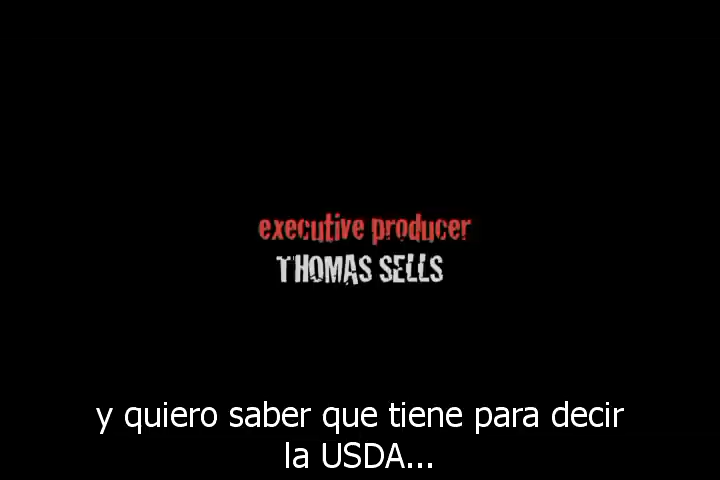 executive producer
THOMAS SELLS
y quiero saber que tiene para decir
la USDA...